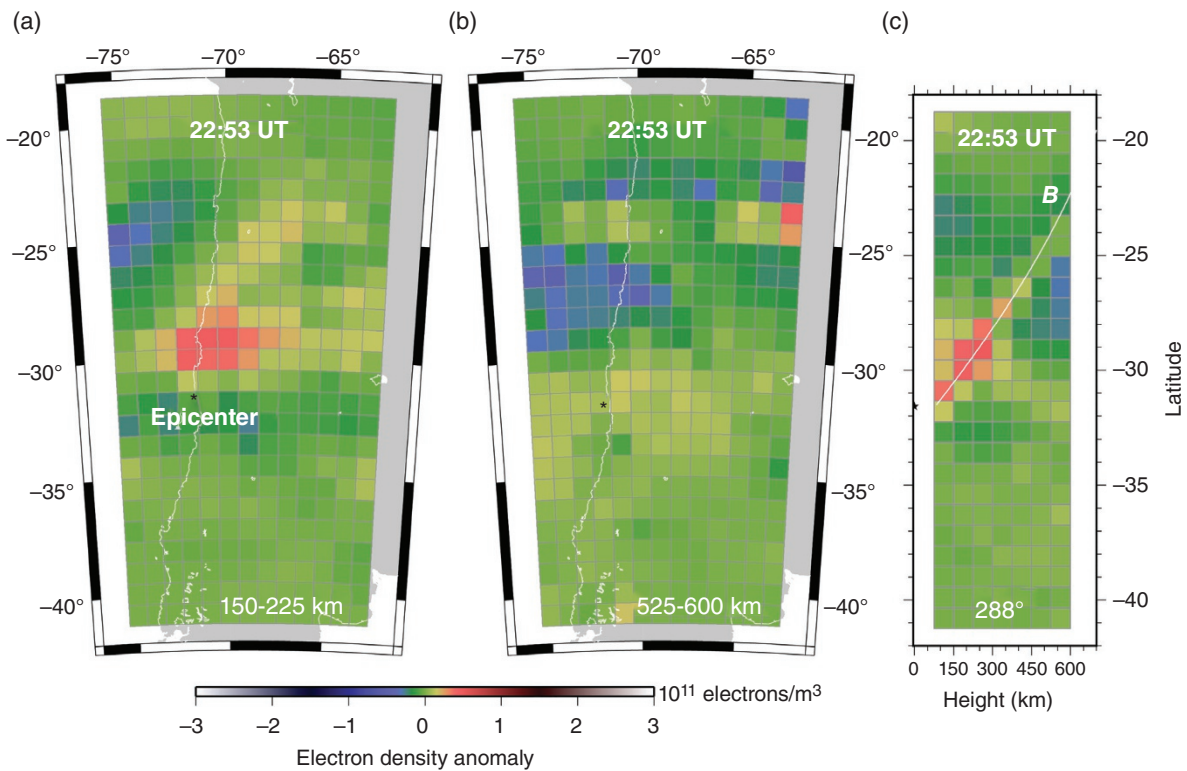 (a)
(b)
(c)
−75° −70° −65°
−75° −70° −65°
22:53 UT
22:53 UT
22:53 UT
−20°
−25°
−30°
−35°
−40°
Epicenter
150-225 km
−20°
−25°
−30°
−35°
−40°
525-600 km
−40°
B
288°
−20
−25
−30
−35
−40
Latitude
0 150 300 450 600
Height (km)
10¹¹ electrons/m³
−3 −2 −1 0 1 2 3
Electron density anomaly